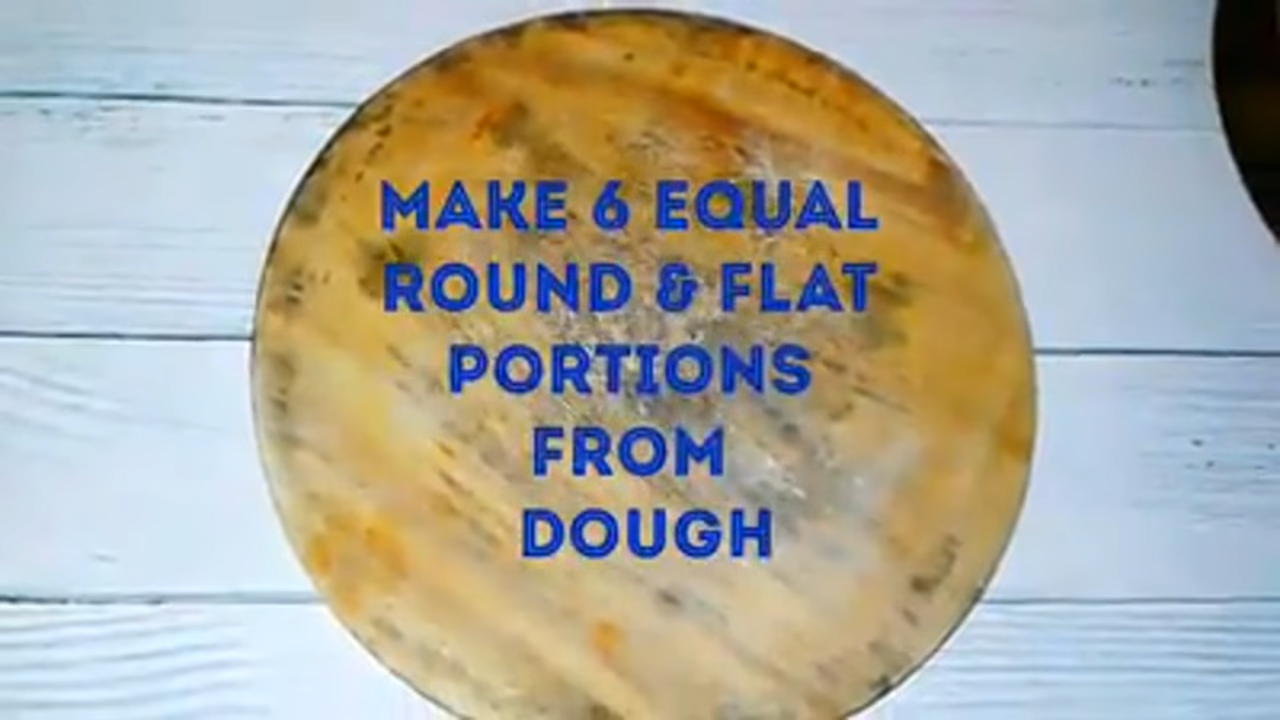 MAKE 6 EQUAL
ROUND & FLAT
PORTIONS
FROM
DOUGH